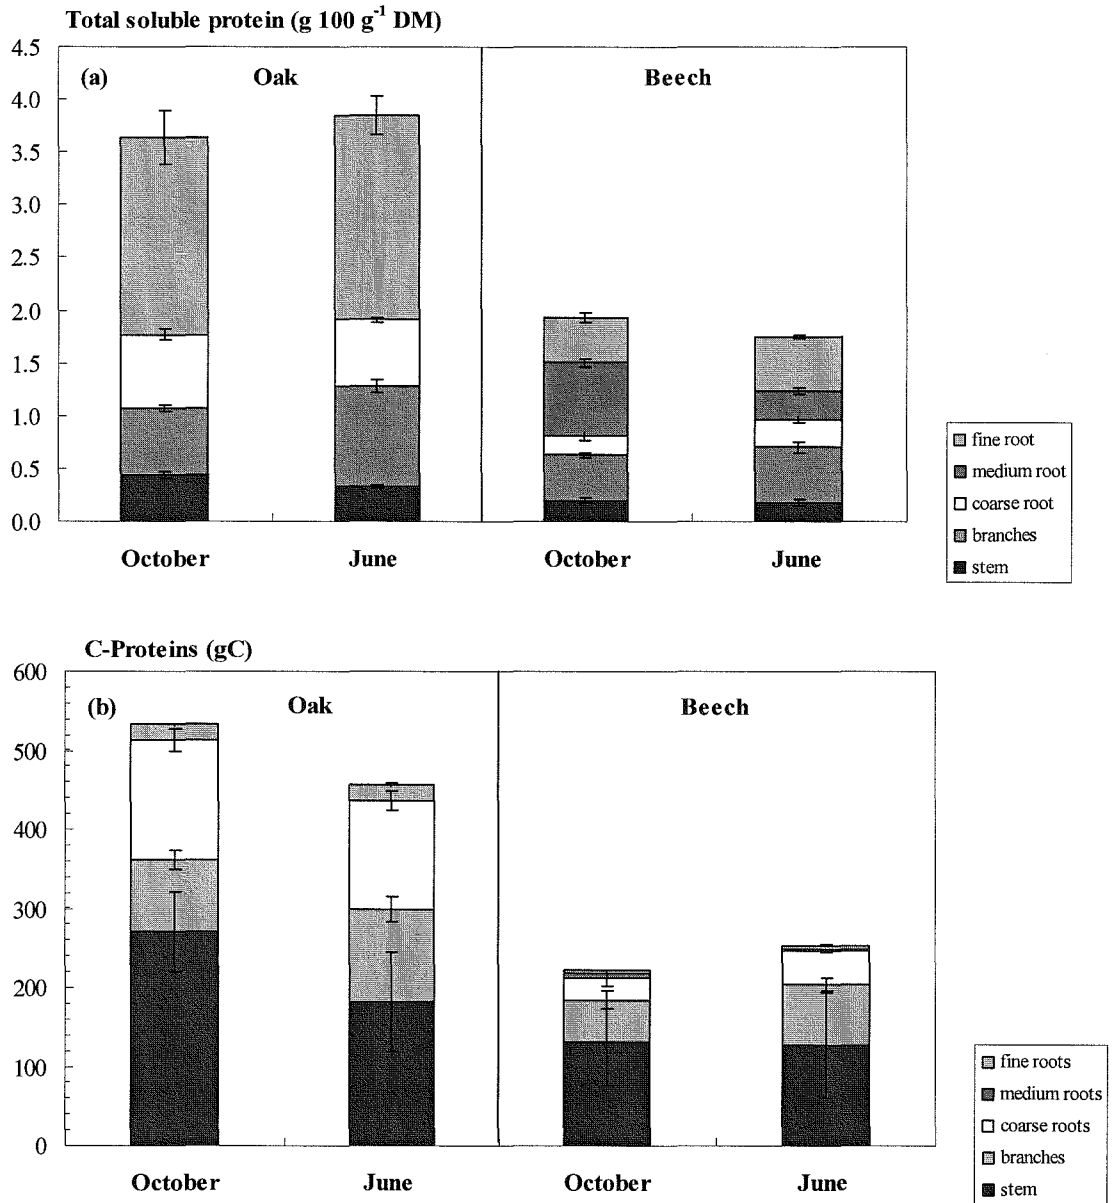 Total soluble protein (g 100 g⁻¹ DM)
4.5
(a)
Oak
Beech
4.0
3.5
3.0
2.5
2.0
1.5
1.0
0.5
0.0
October
June
October
June
fine root
medium root
coarse root
branches
stem
C-Proteins (gC)
600
(b)
Oak
Beech
500
400
300
200
100
0
October
June
October
June
fine roots
medium roots
coarse roots
branches
stem